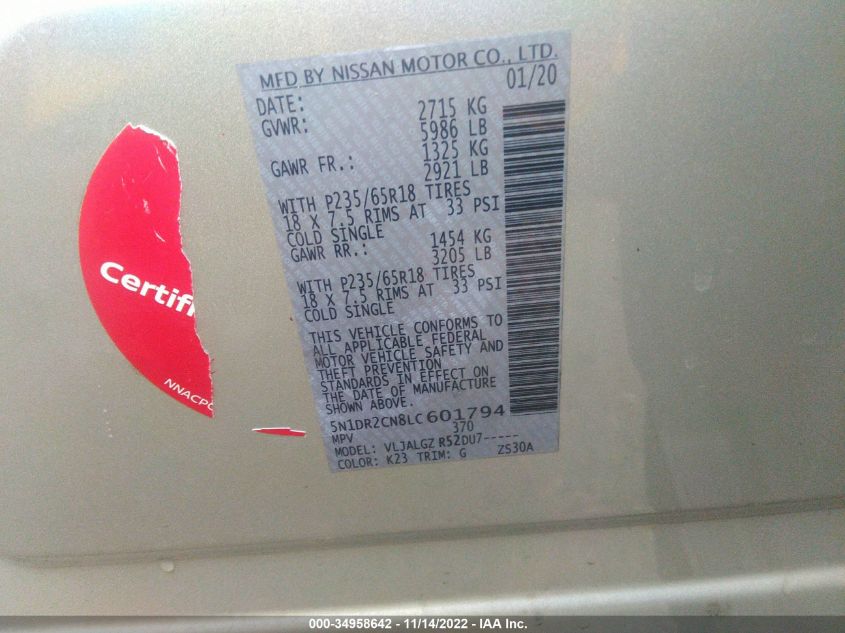 MFD BY NISSAN MOTOR CO., LTD.
DATE: 01/20
GVWR: 2715 KG
5986 LB
GAWR FR.: 1325 KG
2921 LB
WITH P235/65R18 TIRES
18 X 7.5 RIMS AT 33 PSI
COLD SINGLE
GAWR RR.: 1454 KG
3205 LB
WITH P235/65R18 TIRES
18 X 7.5 RIMS AT 33 PSI
COLD SINGLE
THIS VEHICLE CONFORMS TO
ALL APPLICABLE FEDERAL
MOTOR VEHICLE SAFETY AND
THEFT PREVENTION
STANDARDS IN EFFECT ON
THE DATE OF MANUFACTURE
SHOWN ABOVE.
5N1DR2CN8LC601794
MPV 370
MODEL: VLJALGZ R52DU7-----
COLOR: K23 TRIM: G ZS30A
Certifi
NNACPO
000-34958642 - 11/14/2022 - IAA Inc.